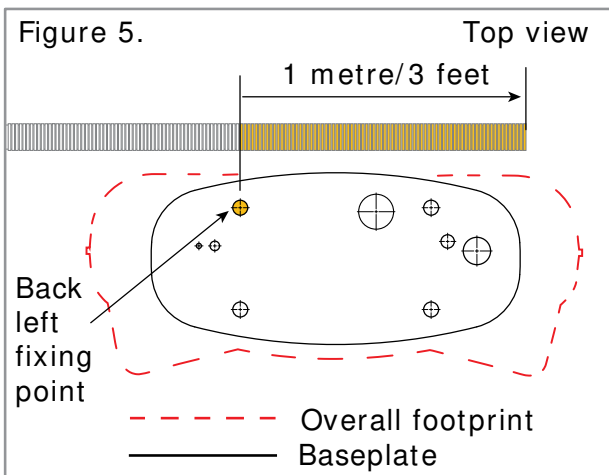 Figure 5.
Top view
1 metre/3 feet
Back
left
fixing
point
Overall footprint
Baseplate